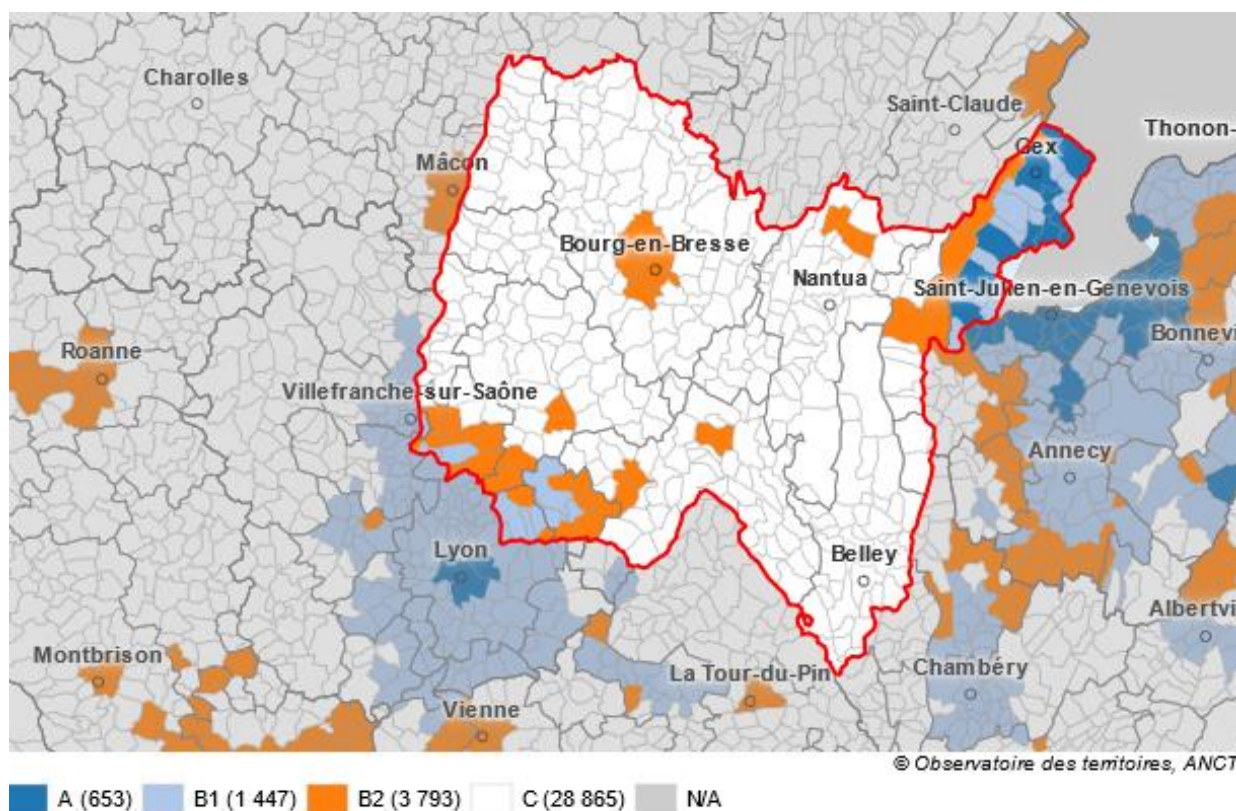 Charolles
Saint-Claude
Thonon-
Mâcon
Gex
Bourg-en-Bresse
Nantua
Saint-Julien-en-Genevois
Bonnevi
Roanne
Villefranche-sur-Saône
Annecy
Lyon
Belley
Albertvi
Montbrison
La Tour-du-Pin
Chambéry
Vienne
© Observatoire des territoires, ANCT
A (653) B1 (1 447) B2 (3 793) C (28 865) N/A